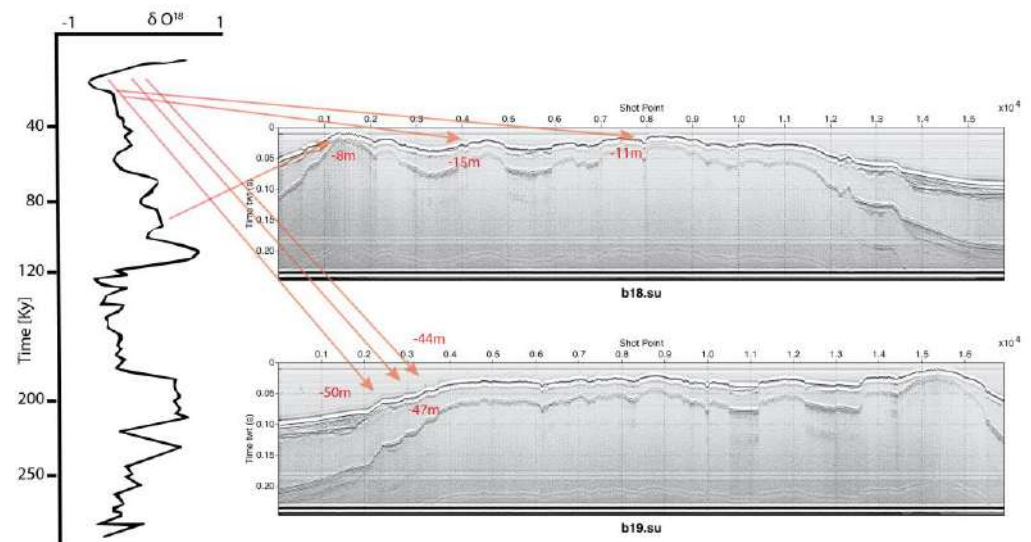 -1 δ O¹⁸ 1
Time [Ky]
40
80
120
200
250
Shot Point
x10⁴
0.1 0.2 0.3 0.4 0.5 0.6 0.7 0.8 0.9 1.0 1.1 1.2 1.3 1.4 1.5
Time twt (s)
0
0.05
0.10
0.15
0.20
-8m
-15m
-11m
b18.su
Shot Point
x10⁴
0.1 0.2 0.3 0.4 0.5 0.6 0.7 0.8 0.9 1.0 1.1 1.2 1.3 1.4 1.5 1.6
Time twt (s)
0
0.05
0.10
0.15
0.20
-44m
-50m
-47m
b19.su